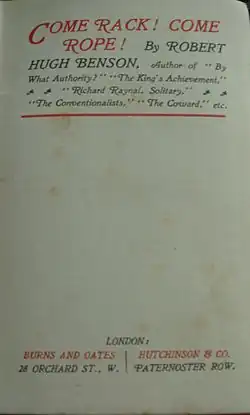 COME RACK! COME
ROPE! By ROBERT
HUGH BENSON, Author of "By
What Authority?" "The King's Achievement,"
"Richard Raynal, Solitary,"
"The Conventionalists," "The Coward," etc.
LONDON:
BURNS AND OATES | HUTCHINSON & CO.
28 ORCHARD ST., W. | PATERNOSTER ROW.